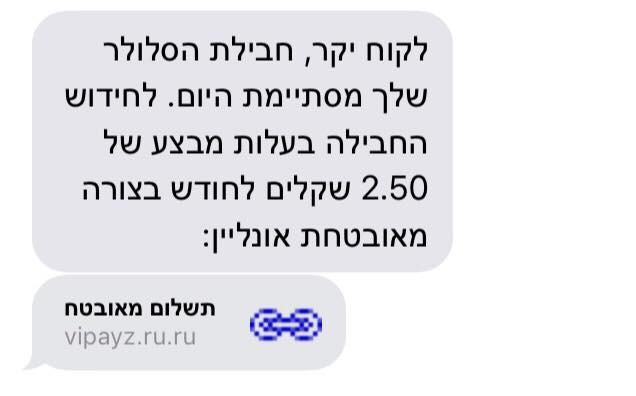 לקוח יקר, חבילת הסלולר
שלך מסתיימת היום. לחידוש
החבילה בעלות מבצע של
2.50 שקלים לחודש בצורה
מאובטחת אונליין:
תשלום מאובטח
vipayz.ru.ru